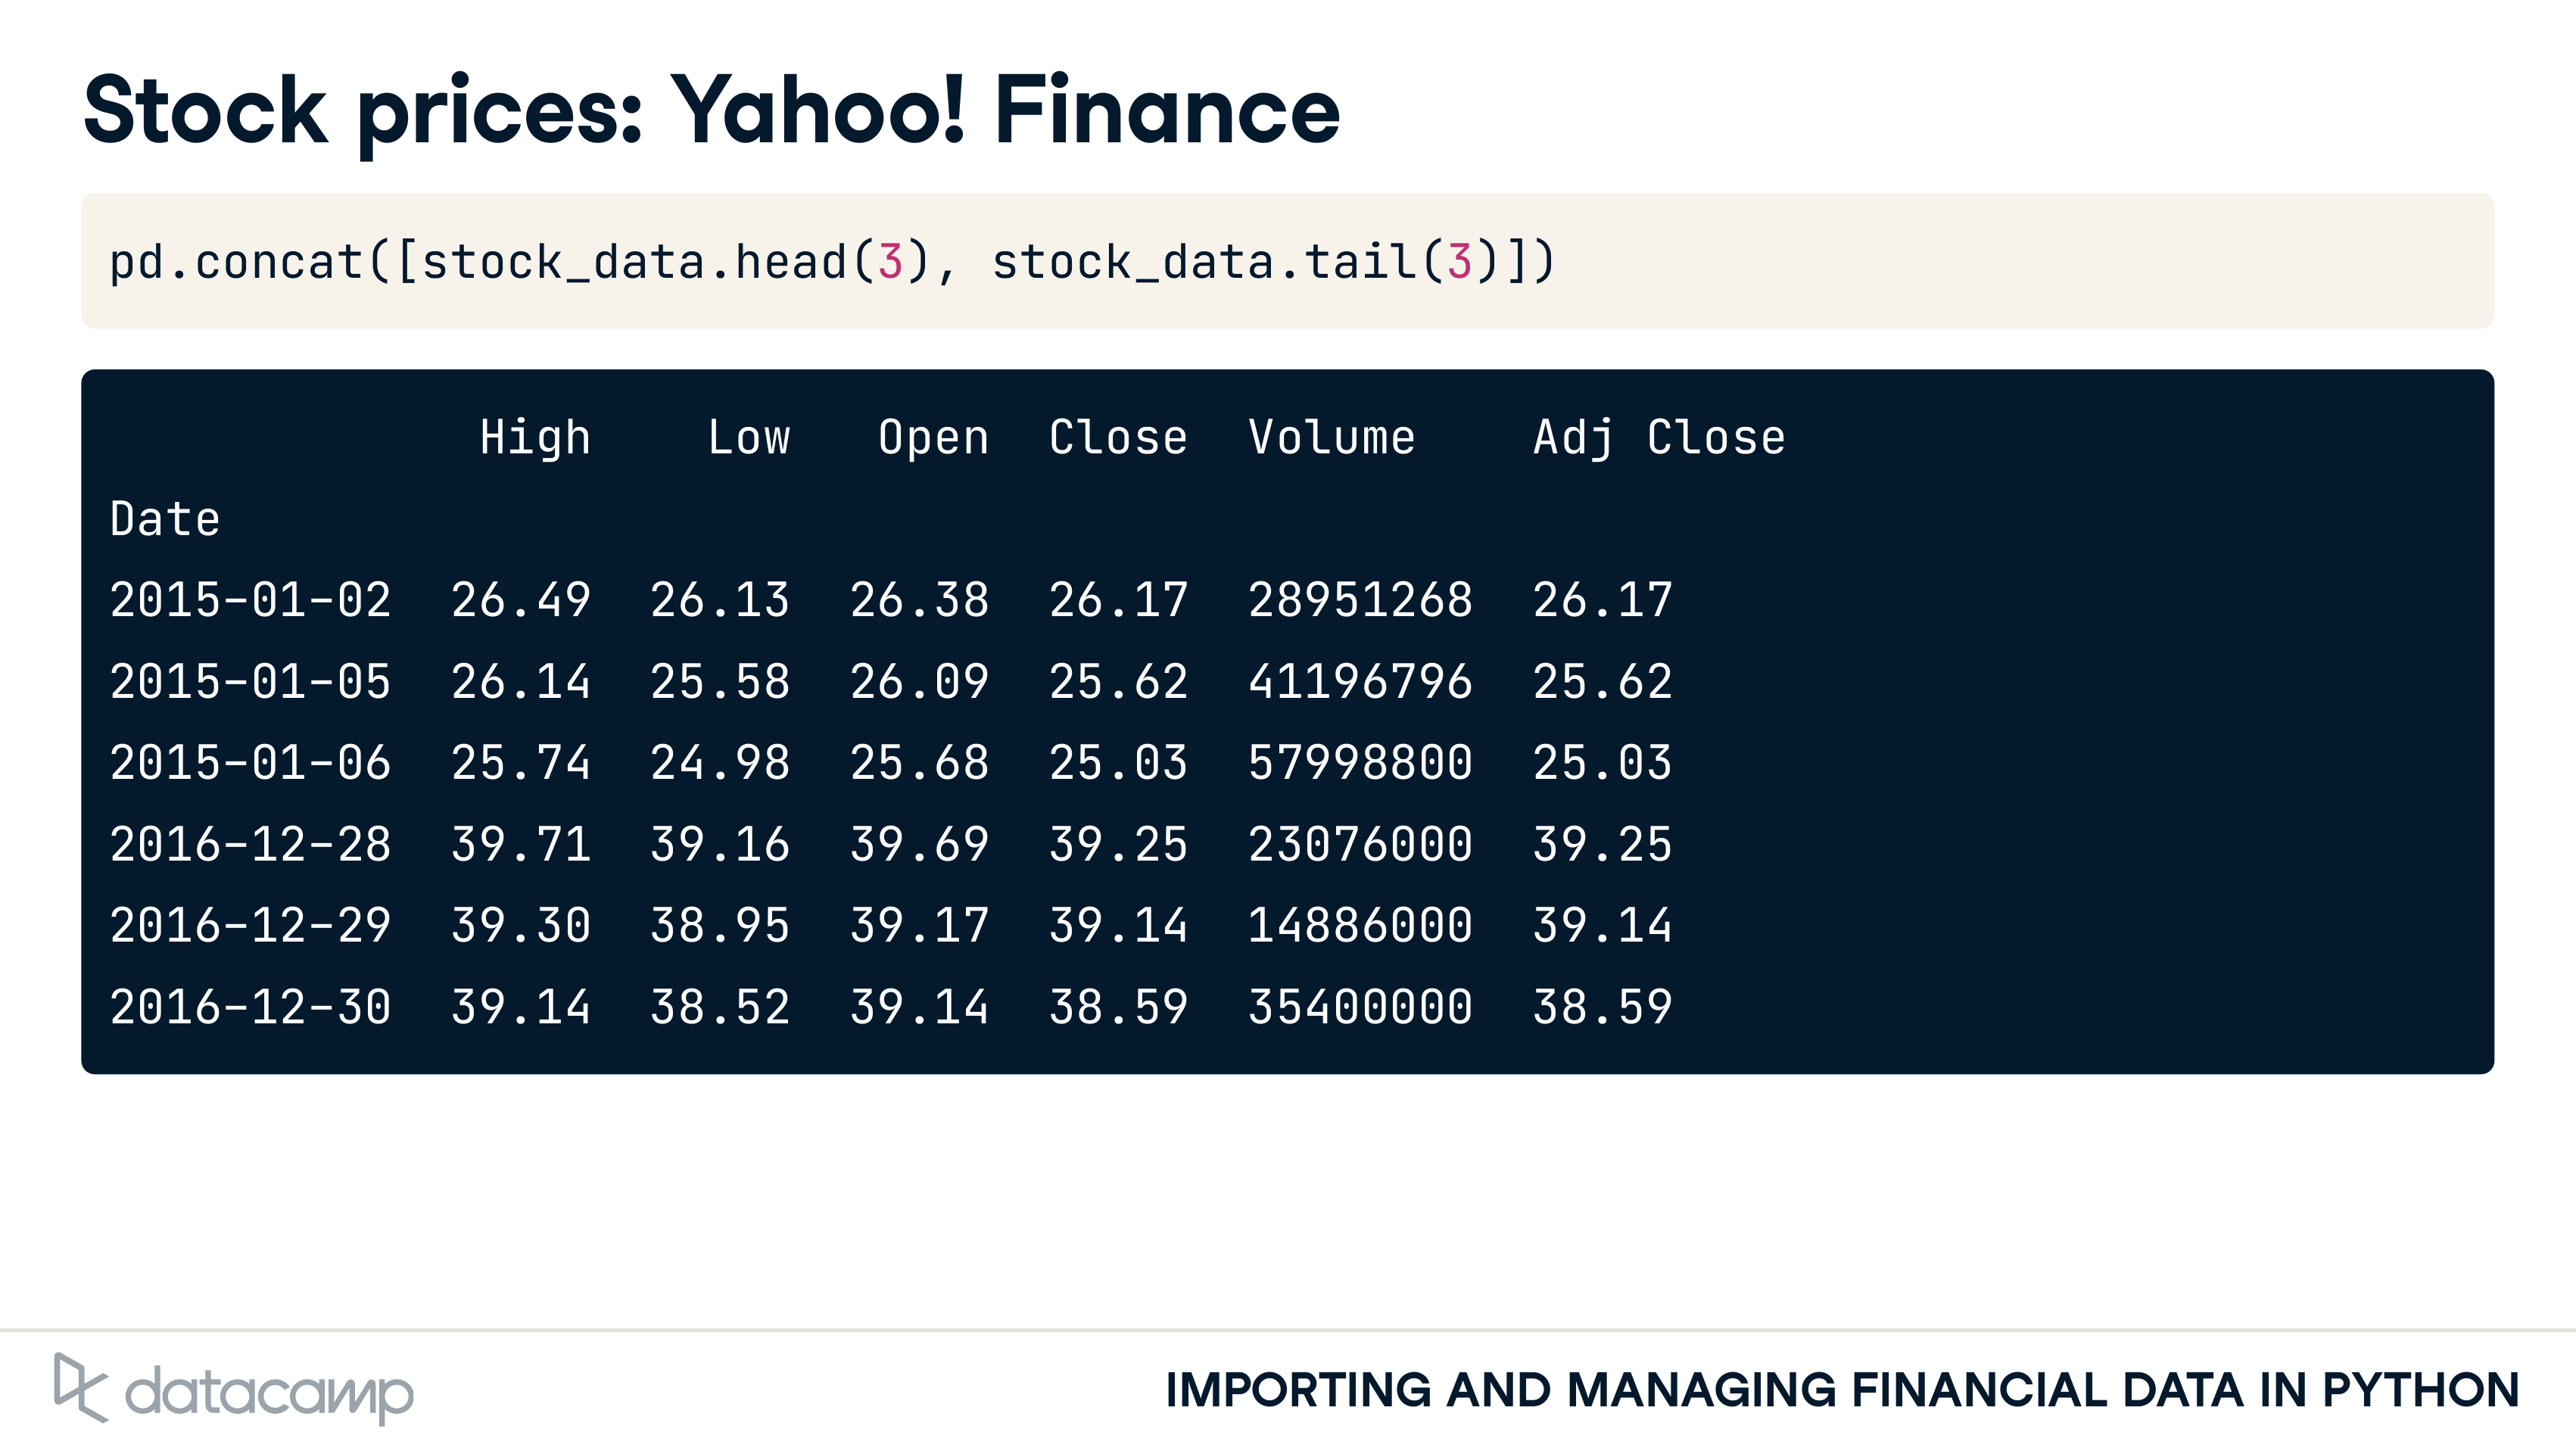 Stock prices: Yahoo! Finance
pd.concat([stock_data.head(3), stock_data.tail(3)])
High Low Open Close Volume Adj Close
Date
2015-01-02 26.49 26.13 26.38 26.17 28951268 26.17
2015-01-05 26.14 25.58 26.09 25.62 41196796 25.62
2015-01-06 25.74 24.98 25.68 25.03 57998800 25.03
2016-12-28 39.71 39.16 39.69 39.25 23076000 39.25
2016-12-29 39.30 38.95 39.17 39.14 14886000 39.14
2016-12-30 39.14 38.52 39.14 38.59 35400000 38.59
datacamp
IMPORTING AND MANAGING FINANCIAL DATA IN PYTHON